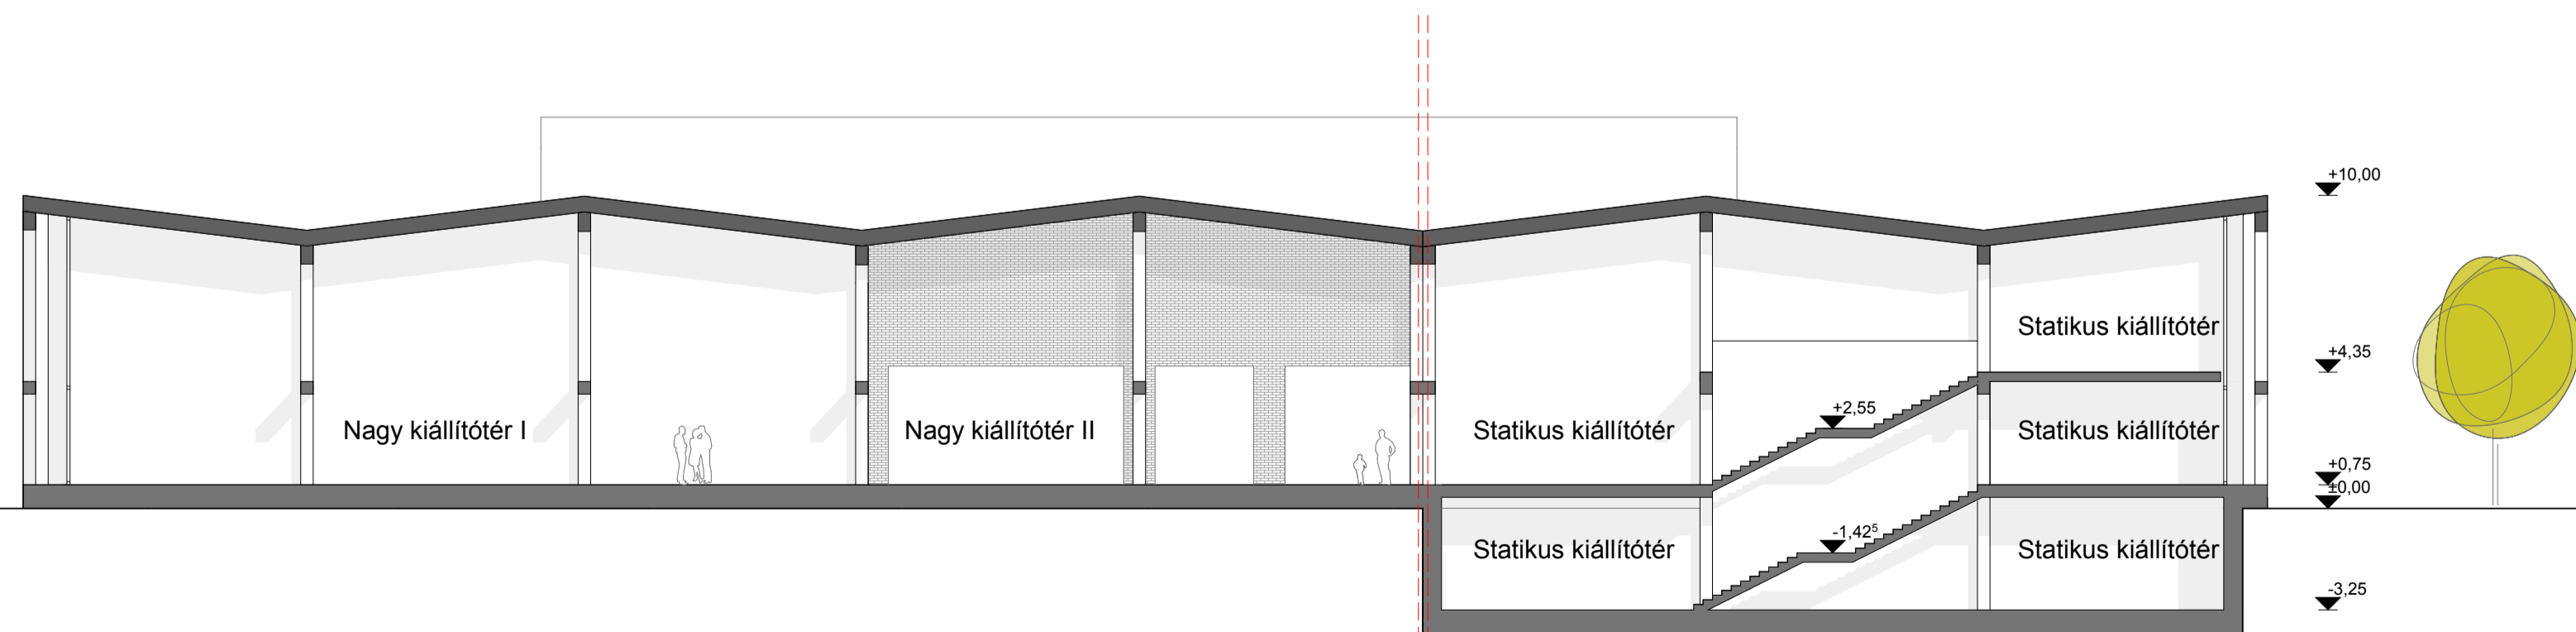 +10,00
Statikus kiállítótér
+4,35
+2,55
Nagy kiállítótér I
Nagy kiállítótér II
Statikus kiállítótér
Statikus kiállítótér
+0,75
±0,00
-1,42⁵
Statikus kiállítótér
Statikus kiállítótér
-3,25